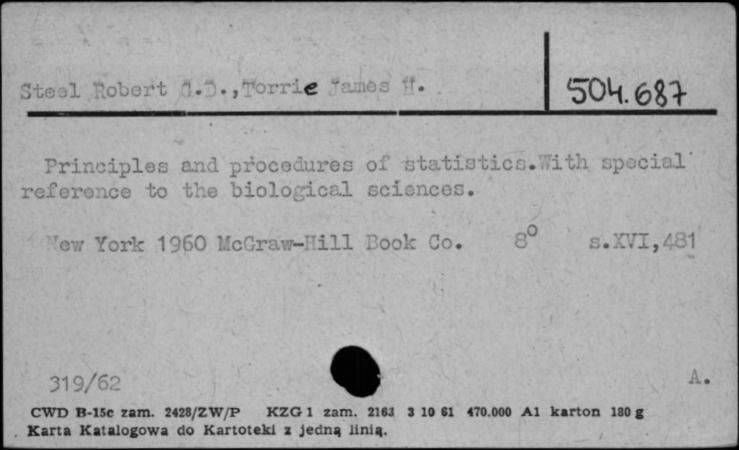 Steel Robert G.D., Torrie James H.
504.687
Principles and procedures of statistics. With special
reference to the biological sciences.
New York 1960 McGraw-Hill Book Co. 8° s.XVI,481
319/62 A.
CWD B-15c zam. 2428/ZW/P KZG 1 zam. 2163 3 10 61 470.000 A1 karton 180 g
Karta Katalogowa do Kartoteki z jedną linią.